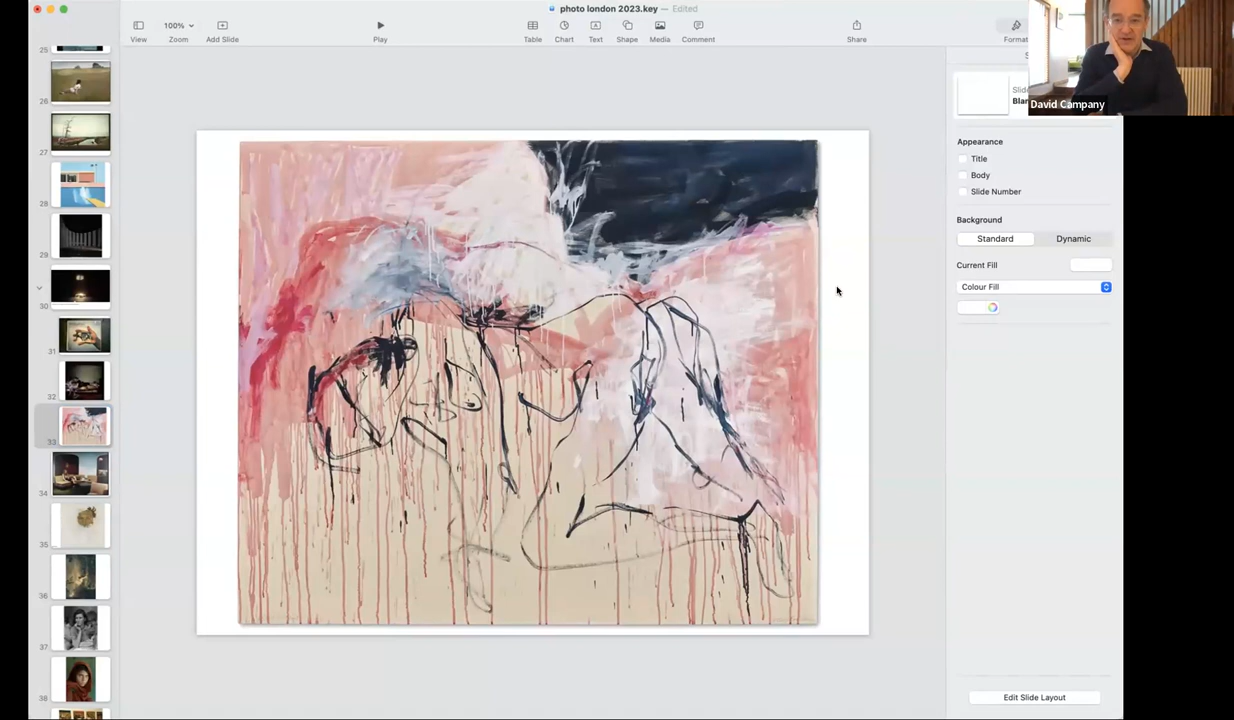 photo london 2023.key — Edited
100%
View
Zoom
Add Slide
Play
Table
Chart
Text
Shape
Media
Comment
Share
Format
David Campany
25
26
27
28
29
30
31
32
33
34
35
36
37
38
Appearance
Title
Body
Slide Number
Background
Standard
Dynamic
Current Fill
Colour Fill
Edit Slide Layout